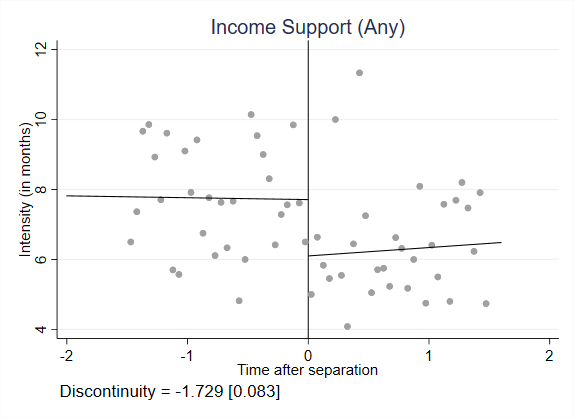 Income Support (Any)
Intensity (in months)
12
10
8
6
4
-2 -1 0 1 2
Time after separation
Discontinuity = -1.729 [0.083]